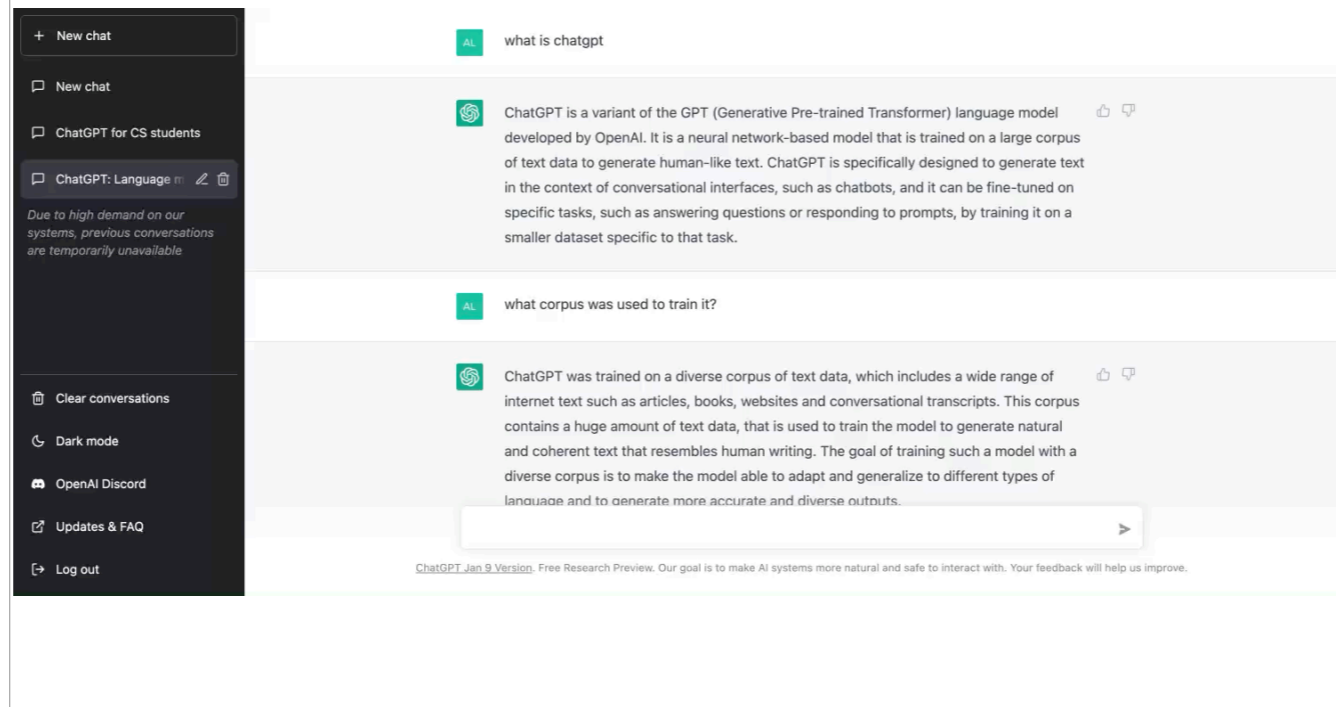 + New chat
New chat
ChatGPT for CS students
ChatGPT: Language m
Due to high demand on our
systems, previous conversations
are temporarily unavailable
Clear conversations
Dark mode
OpenAI Discord
Updates & FAQ
Log out
AL
what is chatgpt
ChatGPT is a variant of the GPT (Generative Pre-trained Transformer) language model
developed by OpenAI. It is a neural network-based model that is trained on a large corpus
of text data to generate human-like text. ChatGPT is specifically designed to generate text
in the context of conversational interfaces, such as chatbots, and it can be fine-tuned on
specific tasks, such as answering questions or responding to prompts, by training it on a
smaller dataset specific to that task.
AL
what corpus was used to train it?
ChatGPT was trained on a diverse corpus of text data, which includes a wide range of
internet text such as articles, books, websites and conversational transcripts. This corpus
contains a huge amount of text data, that is used to train the model to generate natural
and coherent text that resembles human writing. The goal of training such a model with a
diverse corpus is to make the model able to adapt and generalize to different types of
language and to generate more accurate and diverse outputs.
ChatGPT Jan 9 Version. Free Research Preview. Our goal is to make AI systems more natural and safe to interact with. Your feedback will help us improve.